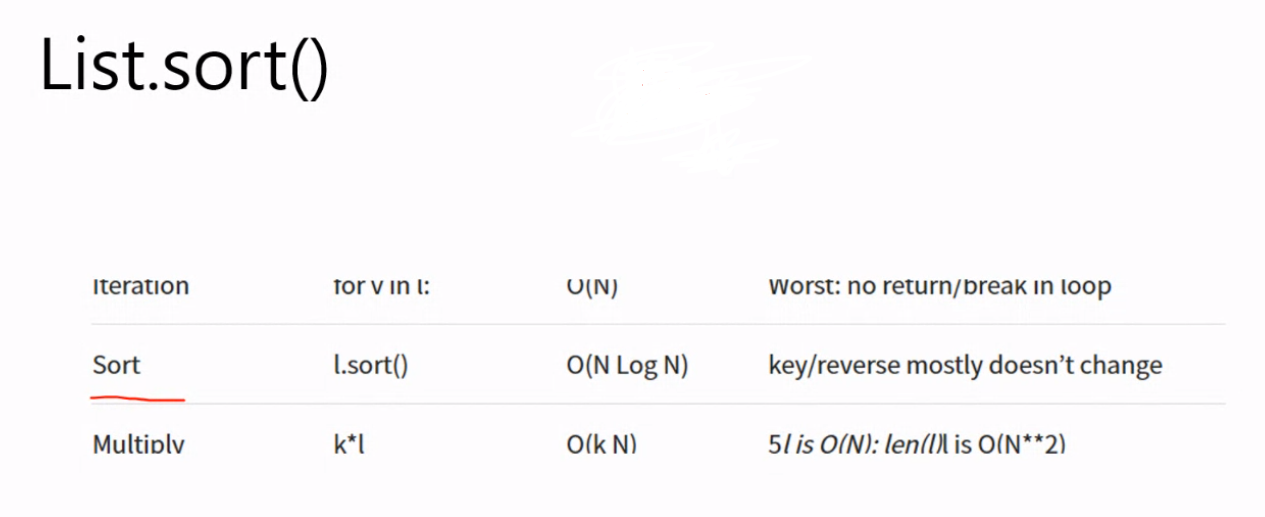 List.sort()
Iteration for v in l: O(N) Worst: no return/break in loop
Sort l.sort() O(N Log N) key/reverse mostly doesn’t change
Multiply k*l O(k N) 5l is O(N): len(l)l is O(N**2)